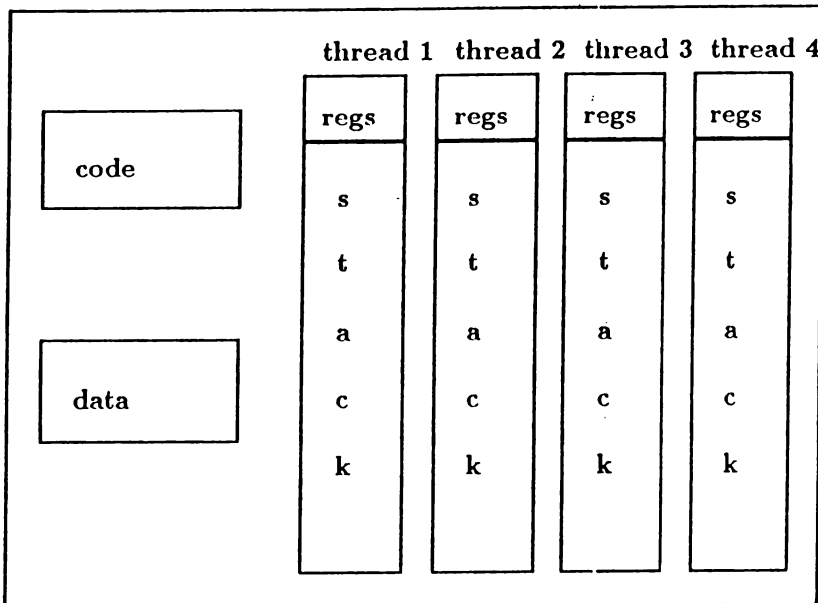 thread 1 thread 2 thread 3 thread 4
regs regs regs regs
code
s s s s
t t t t
a a a a
data
c c c c
k k k k